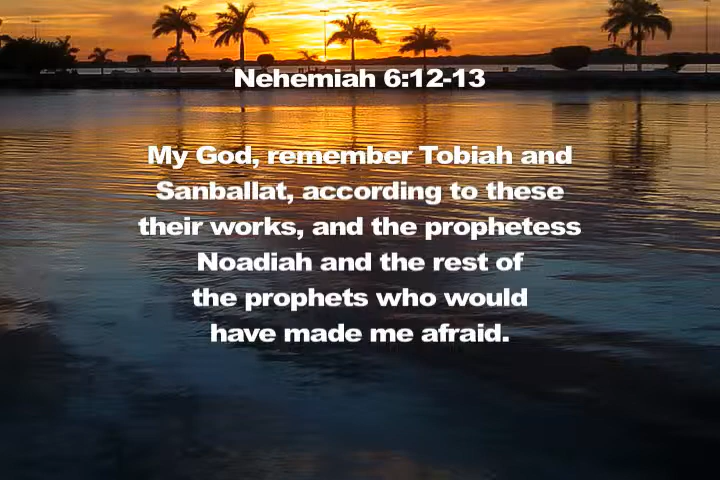 Nehemiah 6:12-13
My God, remember Tobiah and
Sanballat, according to these
their works, and the prophetess
Noadiah and the rest of
the prophets who would
have made me afraid.